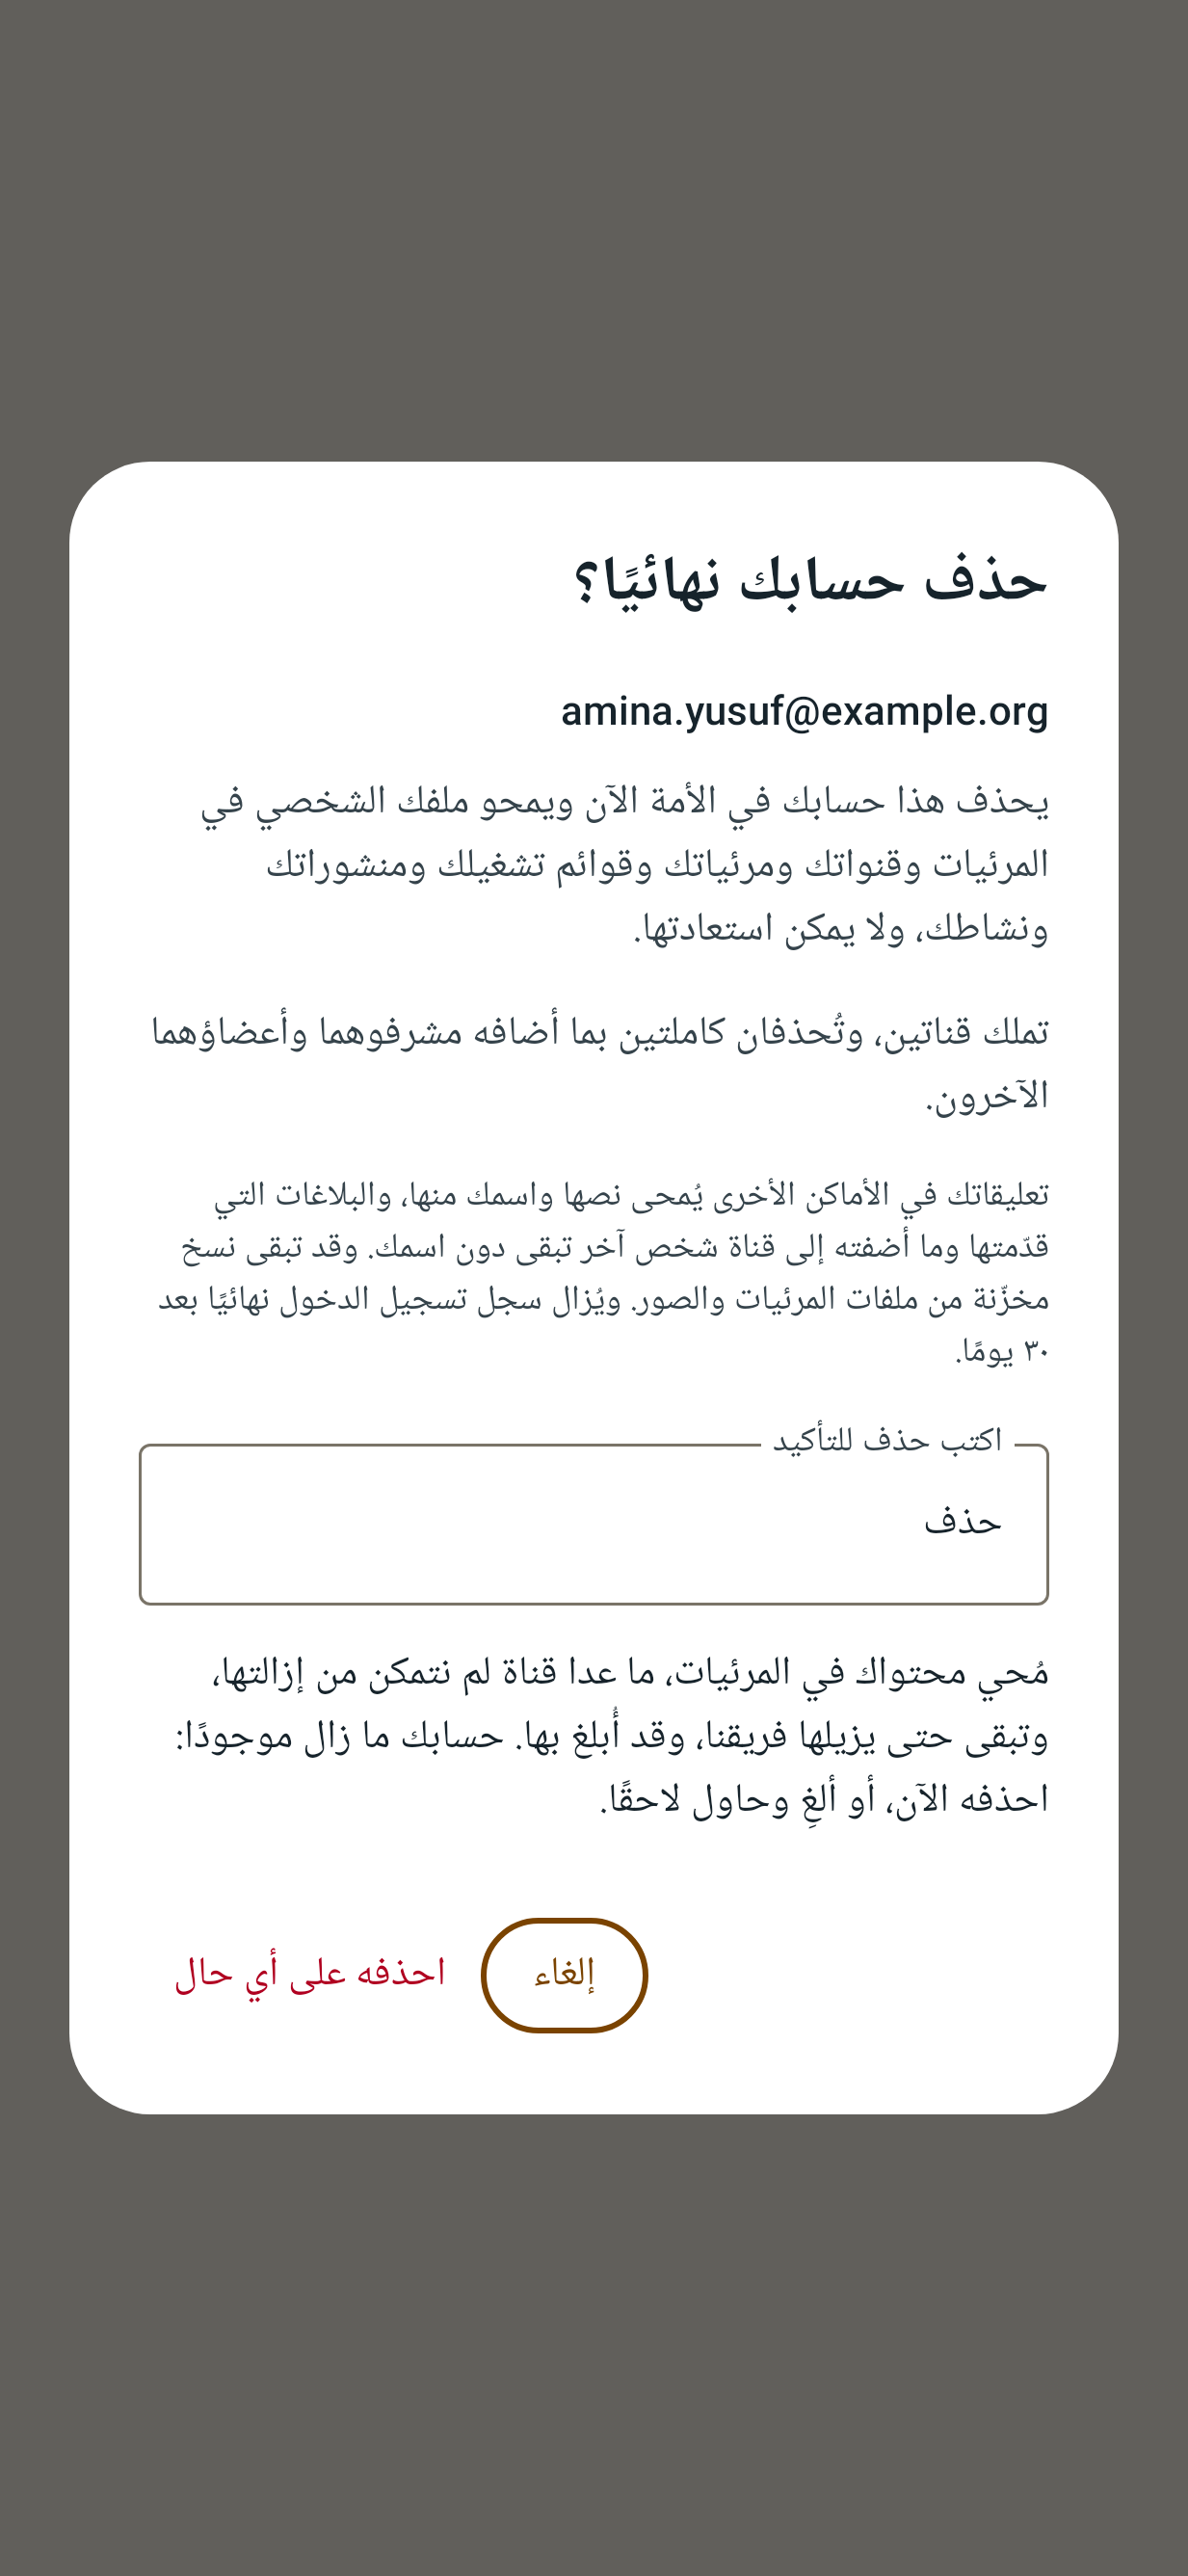 حذف حسابك نهائيًا؟
amina.yusuf@example.org
يحذف هذا حسابك في الأمة الآن ويمحو ملفك الشخصي في
المرئيات وقنواتك ومرئياتك وقوائم تشغيلك ومنشوراتك
ونشاطك، ولا يمكن استعادتها.
تملك قناتين، وتُحذفان كاملتين بما أضافه مشرفوهما وأعضاؤهما
الآخرون.
تعليقاتك في الأماكن الأخرى يُمحى نصها واسمك منها، والبلاغات التي
قدّمتها وما أضفته إلى قناة شخص آخر تبقى دون اسمك. وقد تبقى نسخ
مخزّنة من ملفات المرئيات والصور. ويُزال سجل تسجيل الدخول نهائيًا بعد
٣٠ يومًا.
اكتب حذف للتأكيد
حذف
مُحي محتواك في المرئيات، ما عدا قناة لم نتمكن من إزالتها،
وتبقى حتى يزيلها فريقنا، وقد أُبلغ بها. حسابك ما زال موجودًا:
احذفه الآن، أو ألغِ وحاول لاحقًا.
إلغاء
احذفه على أي حال